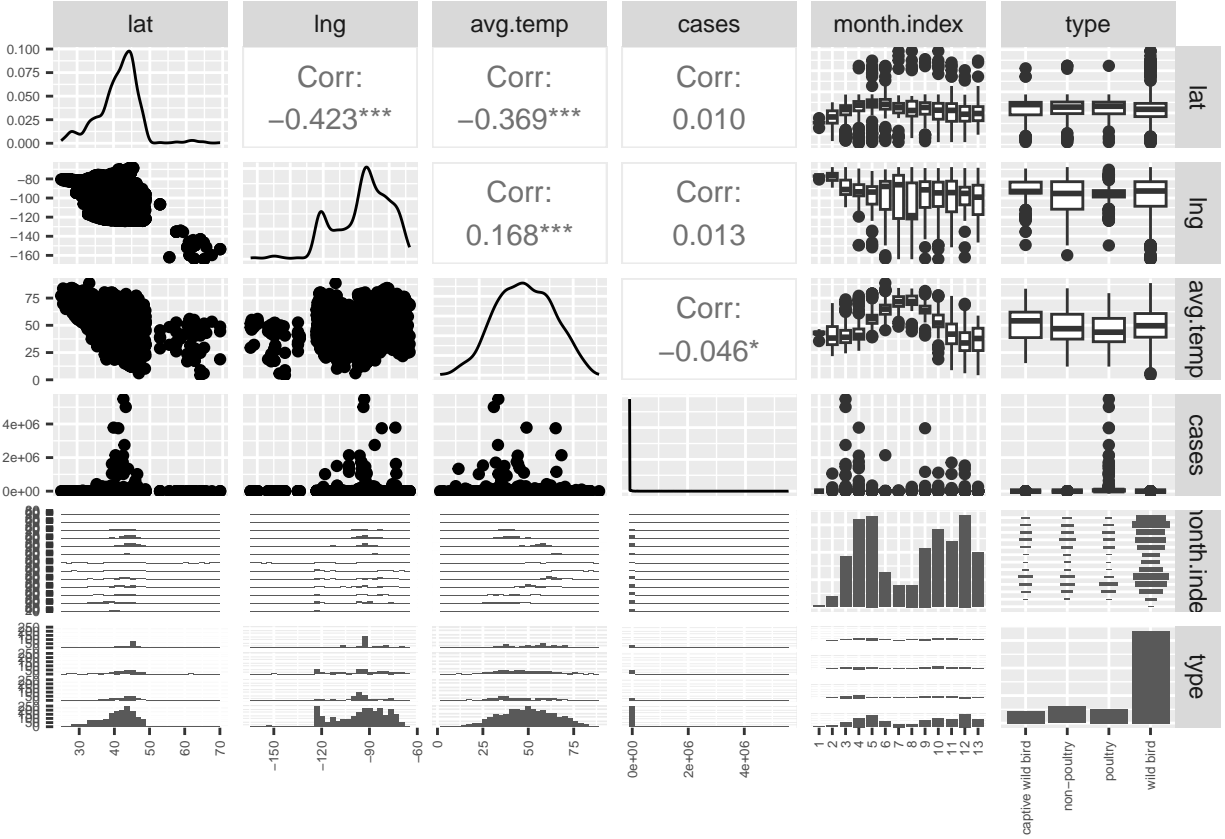 lat lng avg.temp cases month.index type
0.100
0.075
0.050
0.025
0.000
Corr:
−0.423***
Corr:
−0.369***
Corr:
0.010
lat
−80
−100
−120
−140
−160
Corr:
0.168***
Corr:
0.013
lng
75
50
25
0
Corr:
−0.046*
avg.temp
4e+06
2e+06
0e+00
cases
type
30 40 50 60 70
−150 −120 −90 −60
0 25 50 75
0e+00 4e+06
1 2 3 4 5 6 7 8 9 10 11 12 13
captive wild bird
non−poultry
poultry
wild bird